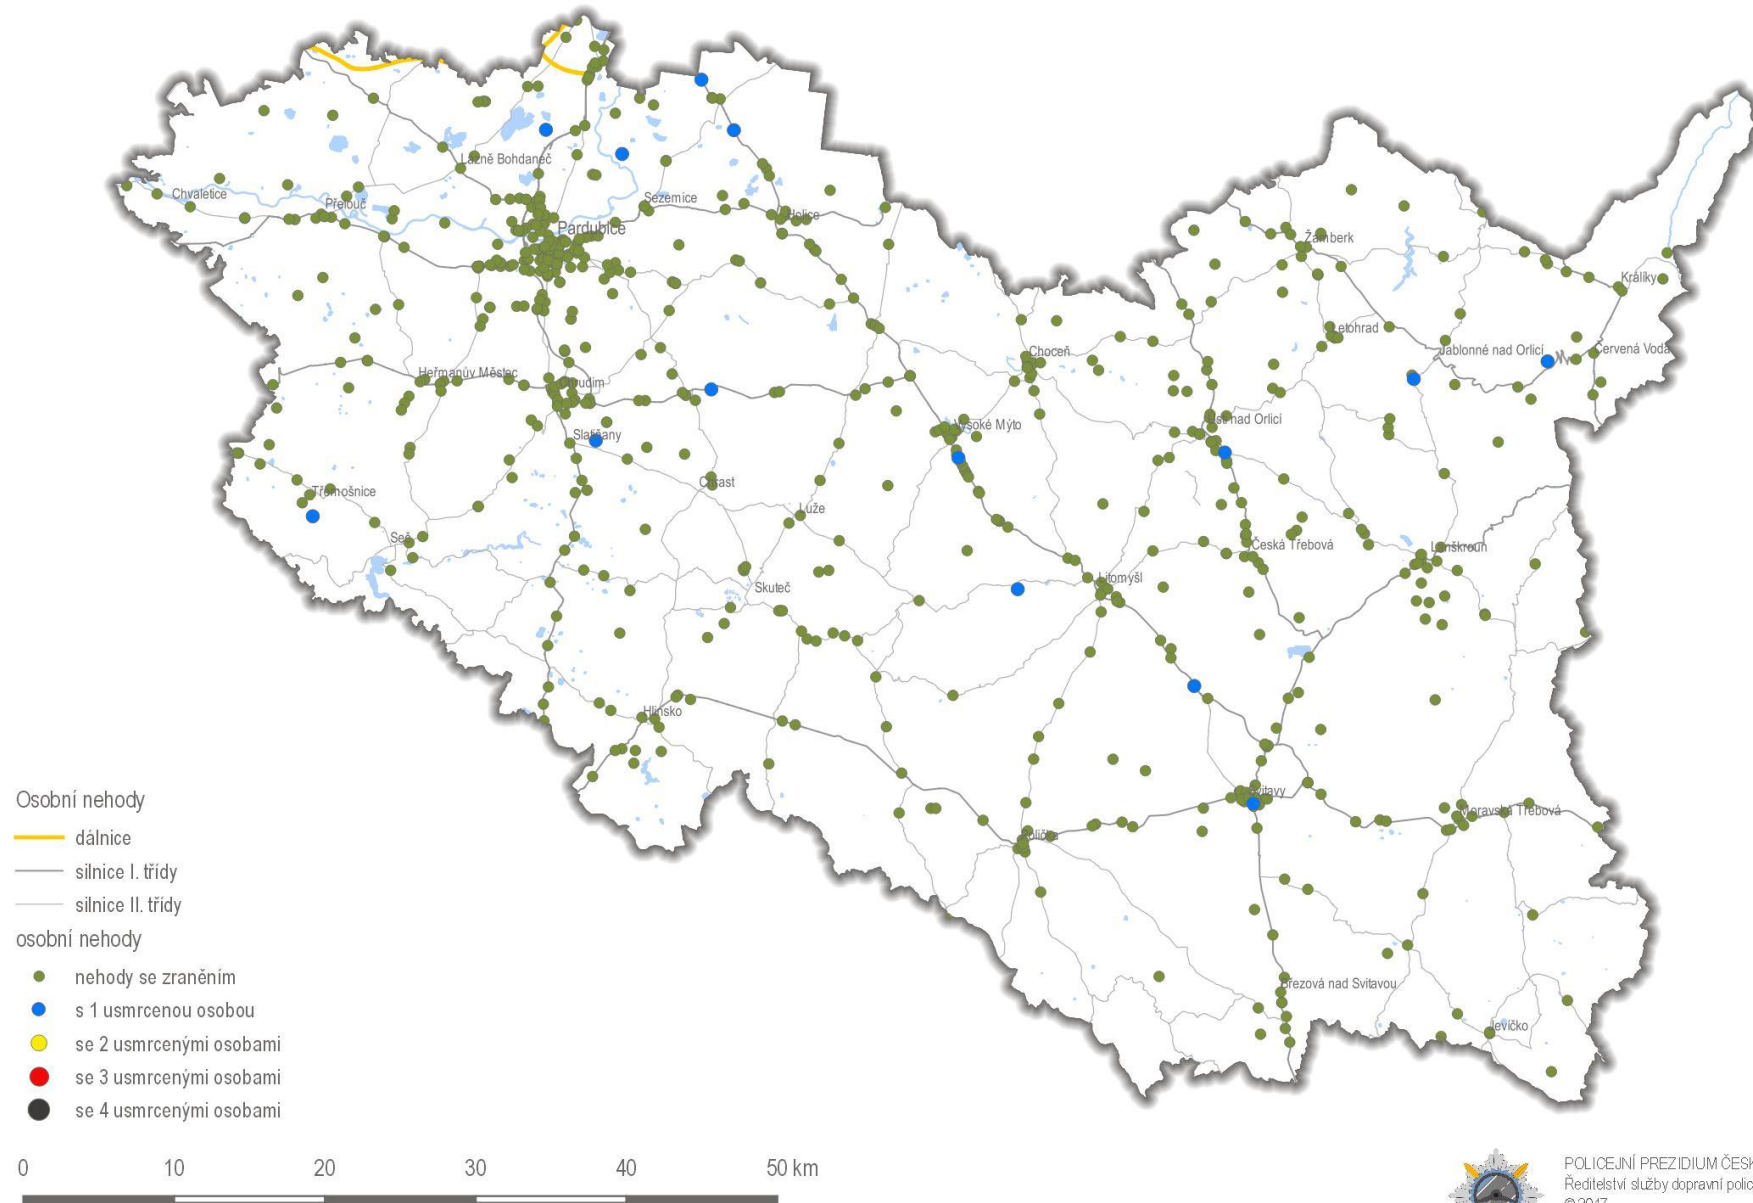 Lázně Bohdaneč
Chvaletice
Přelouč
Sezemice
Holice
Pardubice
Žamberk
Králíky
Letohrad
Jablonné nad Orlicí
Červená Voda
Choceň
Heřmanův Městec
Chrudim
Slatiňany
Vysoké Mýto
Ústí nad Orlicí
Chrast
Třemošnice
Luže
Seč
Česká Třebová
Lanškroun
Litomyšl
Skuteč
Hlinsko
Svitavy
Moravská Třebová
Polička
Březová nad Svitavou
Jevíčko
Osobní nehody
dálnice
silnice I. třídy
silnice II. třídy
osobní nehody
nehody se zraněním
s 1 usmrcenou osobou
se 2 usmrcenými osobami
se 3 usmrcenými osobami
se 4 usmrcenými osobami
0 10 20 30 40 50 km
POLICEJNÍ PREZIDIUM ČESK
Ředitelství služby dopravní polic